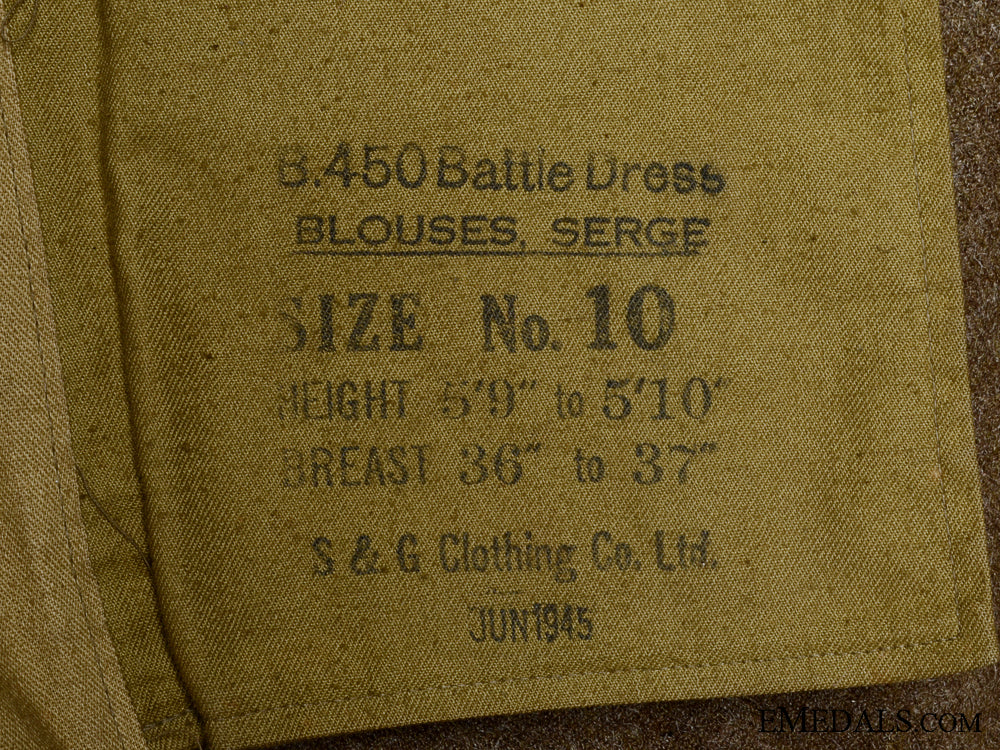 B.450 Battle Dress
BLOUSES, SERGE
SIZE No. 10
HEIGHT 5'9" to 5'10"
BREAST 36" to 37"
S & G Clothing Co. Ltd.
JUN 1945
EMEDALS.COM